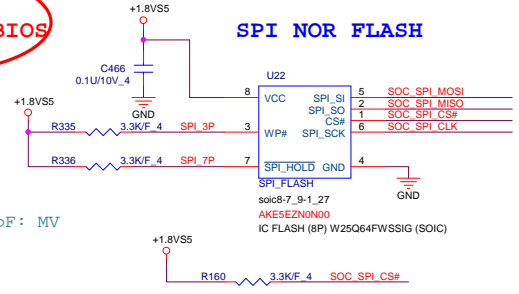 BIOS
+1.8VS5
SPI NOR FLASH
C466
0.1U/10V_4
GND
U22
8 VCC SPI_SI 5 SOC_SPI_MOSI
SPI_SO 2 SOC_SPI_MISO
CS# 1 SOC_SPI_CS#
+1.8VS5
R335 3.3K/F_4 SPI_3P 3 WP# SPI_SCK 6 SOC_SPI_CLK
R336 3.3K/F_4 SPI_7P 7 SPI_HOLD GND 4
SPI_FLASH
GND
soic8-7_9-1_27
AKE5EZN0N00
IC FLASH (8P) W25Q64FWSSIG (SOIC)
oF: MV
+1.8VS5
R160 3.3K/F_4 SOC_SPI_CS#